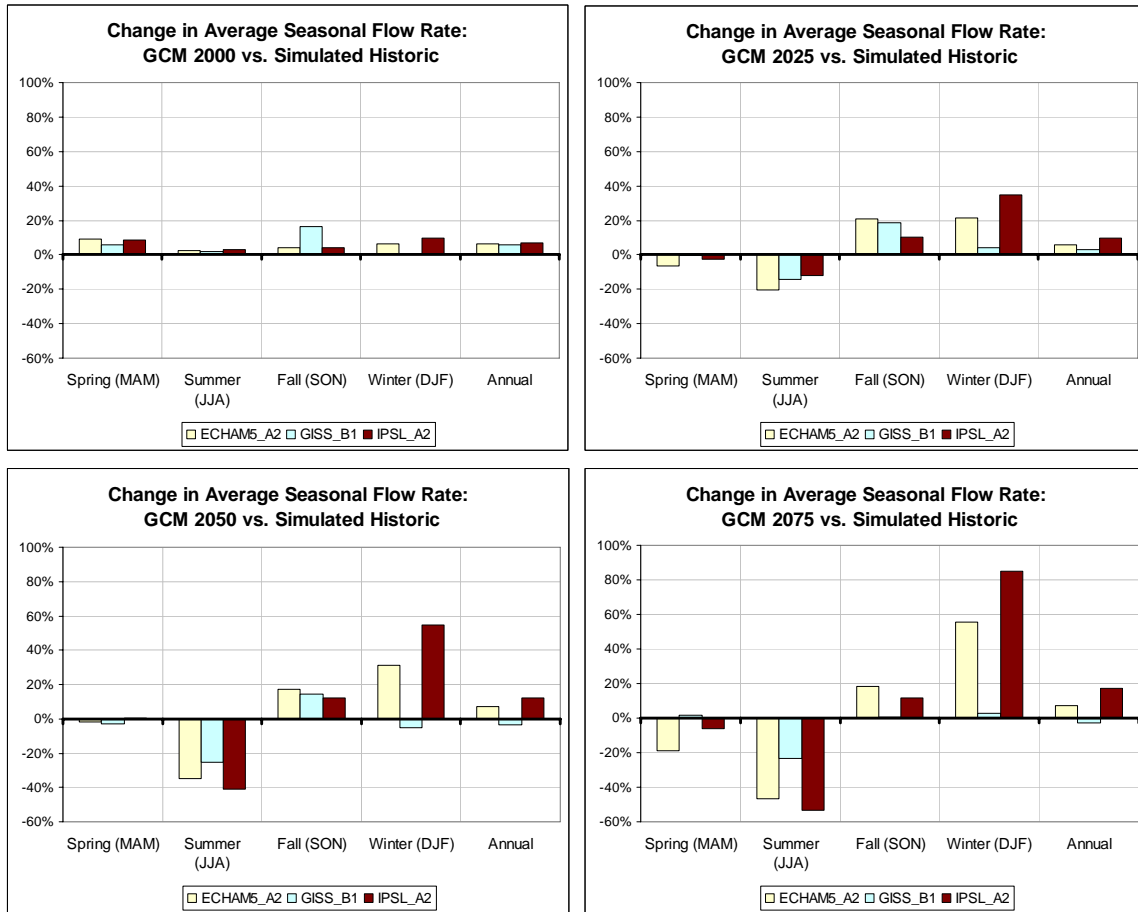 Change in Average Seasonal Flow Rate:
GCM 2000 vs. Simulated Historic
100%
80%
60%
40%
20%
0%
-20%
-40%
-60%
Spring (MAM) Summer (JJA) Fall (SON) Winter (DJF) Annual
ECHAM5_A2 GISS_B1 IPSL_A2
Change in Average Seasonal Flow Rate:
GCM 2025 vs. Simulated Historic
100%
80%
60%
40%
20%
0%
-20%
-40%
-60%
Spring (MAM) Summer (JJA) Fall (SON) Winter (DJF) Annual
ECHAM5_A2 GISS_B1 IPSL_A2
Change in Average Seasonal Flow Rate:
GCM 2050 vs. Simulated Historic
100%
80%
60%
40%
20%
0%
-20%
-40%
-60%
Spring (MAM) Summer (JJA) Fall (SON) Winter (DJF) Annual
ECHAM5_A2 GISS_B1 IPSL_A2
Change in Average Seasonal Flow Rate:
GCM 2075 vs. Simulated Historic
100%
80%
60%
40%
20%
0%
-20%
-40%
-60%
Spring (MAM) Summer (JJA) Fall (SON) Winter (DJF) Annual
ECHAM5_A2 GISS_B1 IPSL_A2